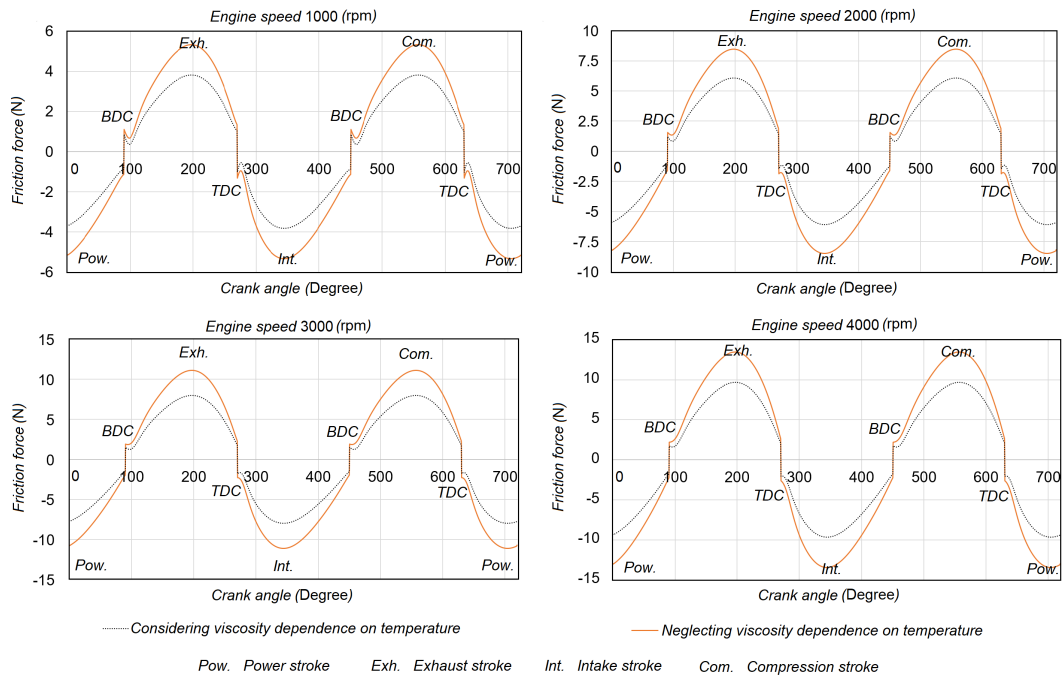 Engine speed 1000 (rpm)
6
4
2
0
-2
-4
-6
Friction force (N)
0 100 200 300 400 500 600 700
Exh.
Com.
BDC
BDC
TDC
TDC
Pow.
Int.
Pow.
Crank angle (Degree)
Engine speed 2000 (rpm)
10
7.5
5
2.5
0
-2.5
-5
-7.5
-10
Friction force (N)
0 100 200 300 400 500 600 700
Exh.
Com.
BDC
BDC
TDC
TDC
Pow.
Int.
Pow.
Crank angle (Degree)
Engine speed 3000 (rpm)
15
10
5
0
-5
-10
-15
Friction force (N)
0 100 200 300 400 500 600 700
Exh.
Com.
BDC
BDC
TDC
TDC
Pow.
Int.
Pow.
Crank angle (Degree)
Engine speed 4000 (rpm)
15
10
5
0
-5
-10
-15
Friction force (N)
0 100 200 300 400 500 600 700
Exh.
Com.
BDC
BDC
TDC
TDC
Pow.
Int.
Pow.
Crank angle (Degree)
Considering viscosity dependence on temperature
Neglecting viscosity dependence on temperature
Pow. Power stroke Exh. Exhaust stroke Int. Intake stroke Com. Compression stroke